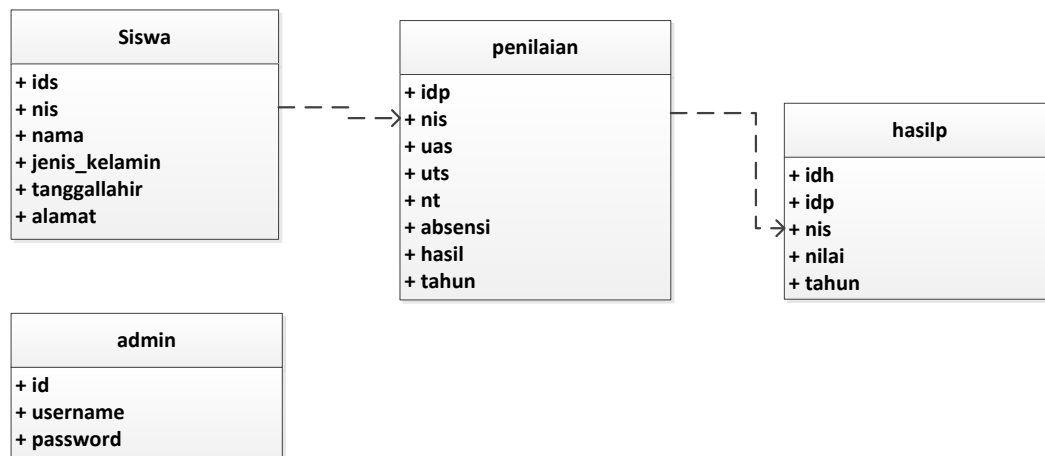 Siswa
+ ids
+ nis
+ nama
+ jenis_kelamin
+ tanggallahir
+ alamat
penilaian
+ idp
+ nis
+ uas
+ uts
+ nt
+ absensi
+ hasil
+ tahun
hasilp
+ idh
+ idp
+ nis
+ nilai
+ tahun
admin
+ id
+ username
+ password